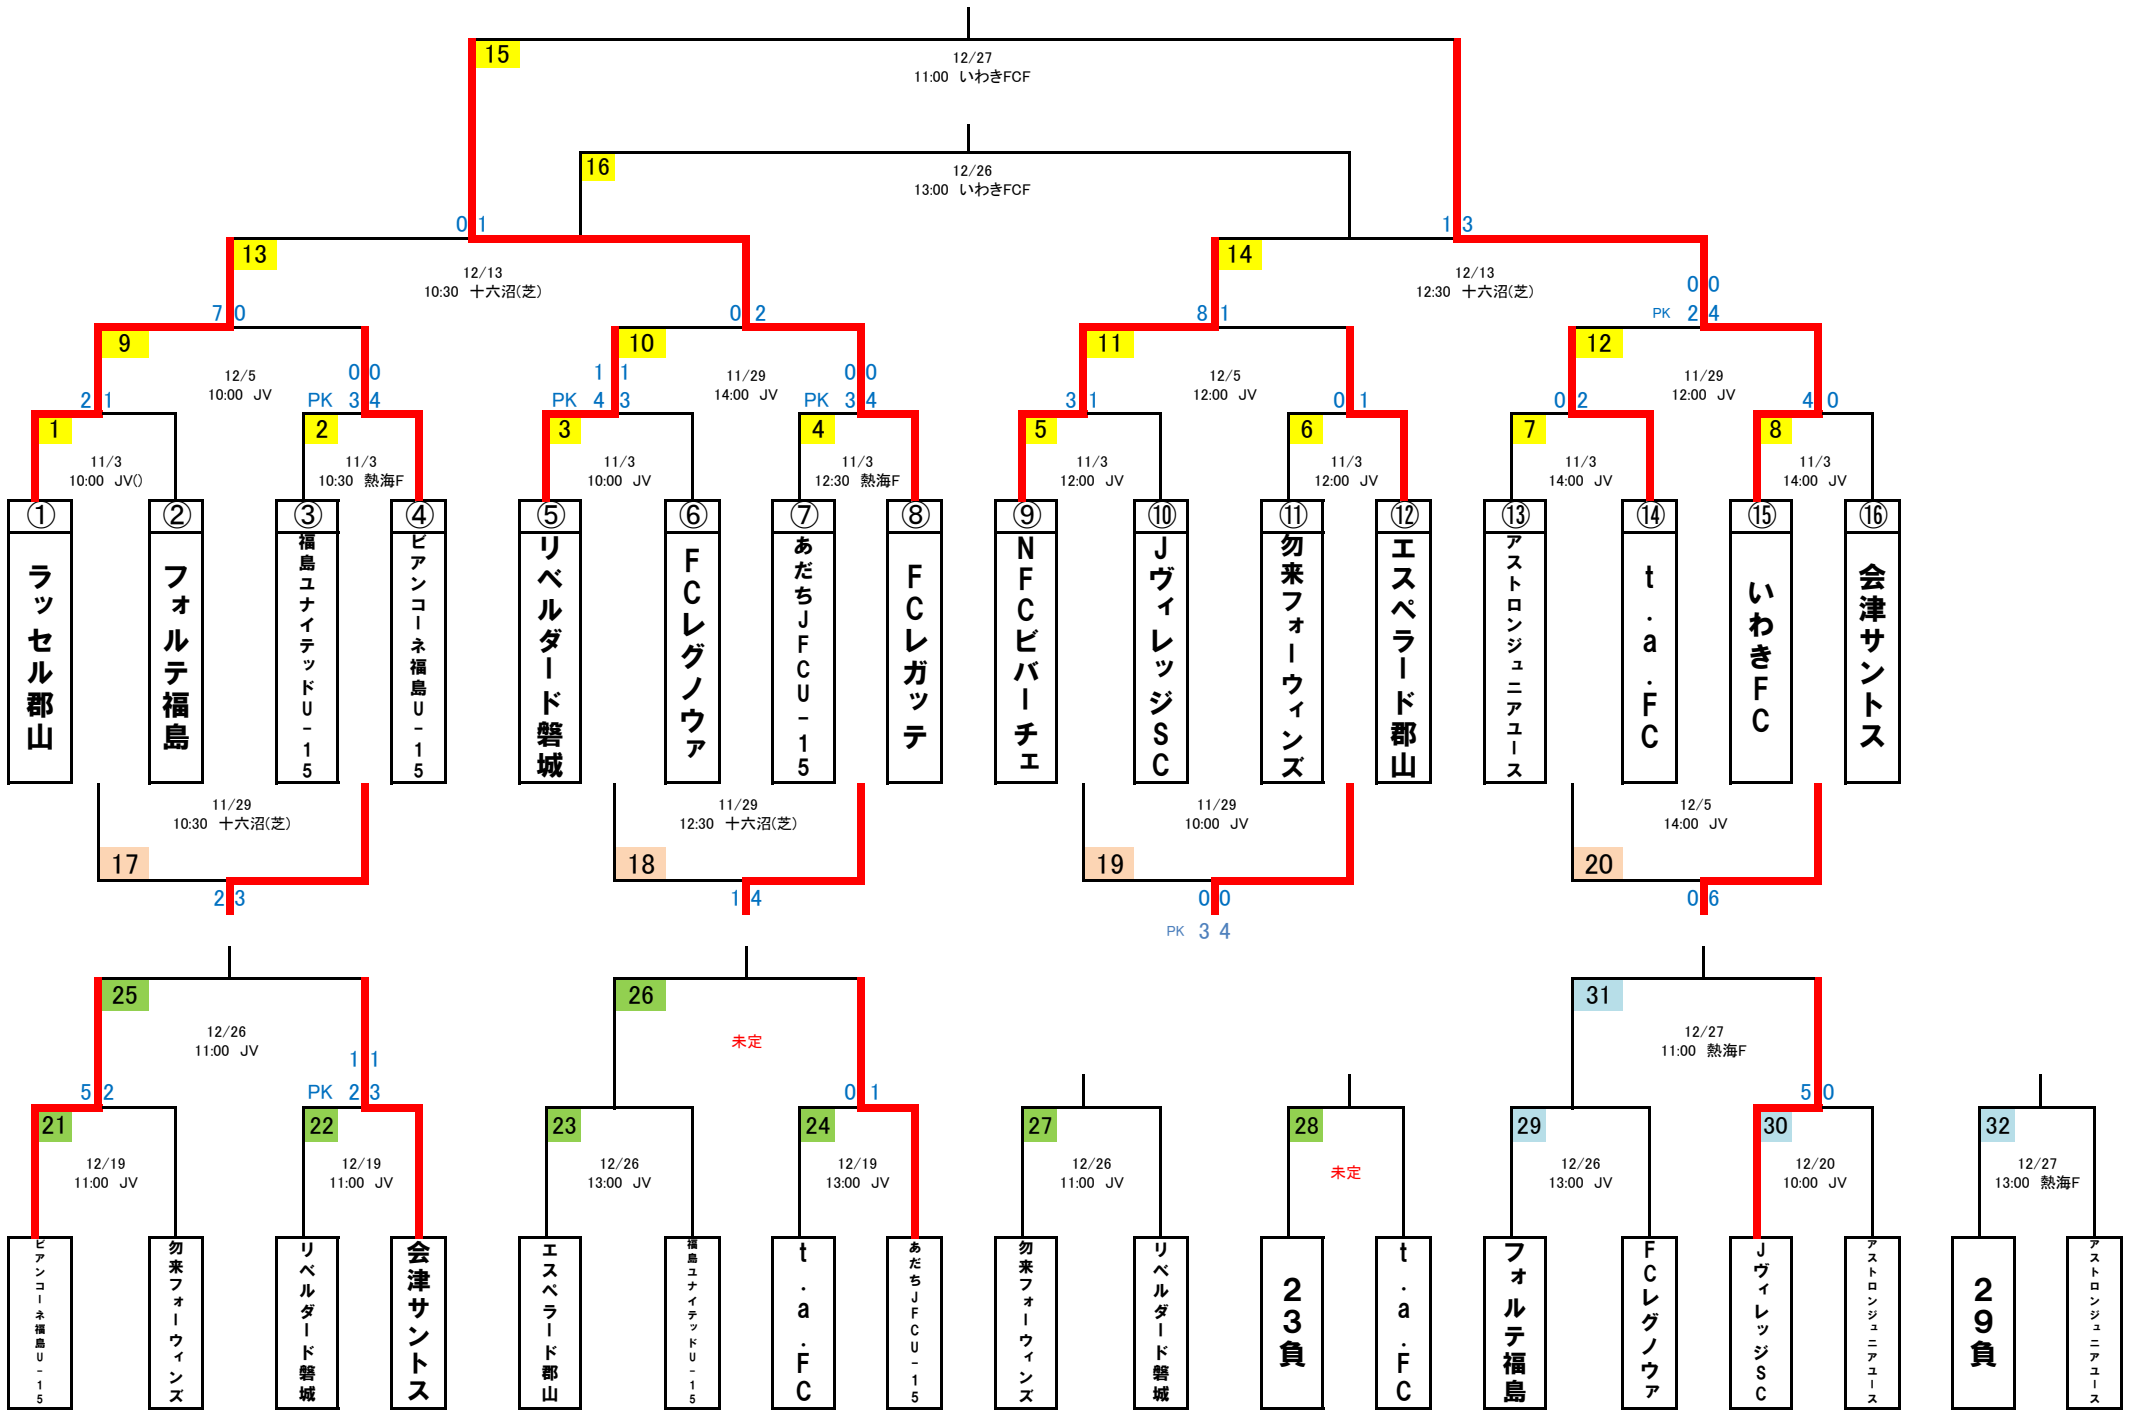 15
12/27
11:00 いわきFCF
16
12/26
13:00 いわきFCF
0 1
1 3
13
14
12/13
10:30 十六沼(芝)
12/13
12:30 十六沼(芝)
0 0
7 0
0 2
8 1
PK 2 4
9
10
11
12
12/5
10:00 JV
11/29
14:00 JV
12/5
12:00 JV
11/29
12:00 JV
0 0
1 1
0 0
2 1
PK 3 4
PK 4 3
PK 3 4
3 1
0 1
0 2
4 0
1
2
3
4
5
6
7
8
11/3
10:00 JV()
11/3
10:30 熱海F
11/3
10:00 JV
11/3
12:30 熱海F
11/3
12:00 JV
11/3
12:00 JV
11/3
14:00 JV
11/3
14:00 JV
①
ラッセル郡山
②
フォルテ福島
③
福島ユナイテッドU-15
④
ビアンコーネ福島U-15
⑤
リベルダード磐城
⑥
FCレグノウァ
⑦
あだちJFCU-15
⑧
FCレガッテ
⑨
NFCビバーチェ
⑩
JヴィレッジSC
⑪
勿来フォーウィンズ
⑫
エスペラード郡山
⑬
アストロンジュニアユース
⑭
t.a.FC
⑮
いわきFC
⑯
会津サントス
11/29
10:30 十六沼(芝)
11/29
12:30 十六沼(芝)
11/29
10:00 JV
12/5
14:00 JV
17
18
19
20
2 3
1 4
0 0
PK 3 4
0 6
25
26
31
12/26
11:00 JV
未定
12/27
11:00 熱海F
1 1
5 2
PK 2 3
0 1
5 0
21
22
23
24
27
28
29
30
32
12/19
11:00 JV
12/19
11:00 JV
12/26
13:00 JV
12/19
13:00 JV
12/26
11:00 JV
未定
12/26
13:00 JV
12/20
10:00 JV
12/27
13:00 熱海F
ビアンコーネ福島U-15
勿来フォーウィンズ
リベルダード磐城
会津サントス
エスペラード郡山
福島ユナイテッドU-15
t.a.FC
あだちJFCU-15
勿来フォーウィンズ
リベルダード磐城
23負
t.a.FC
フォルテ福島
FCレグノウァ
JヴィレッジSC
アストロンジュニアユース
29負
アストロンジュニアユース